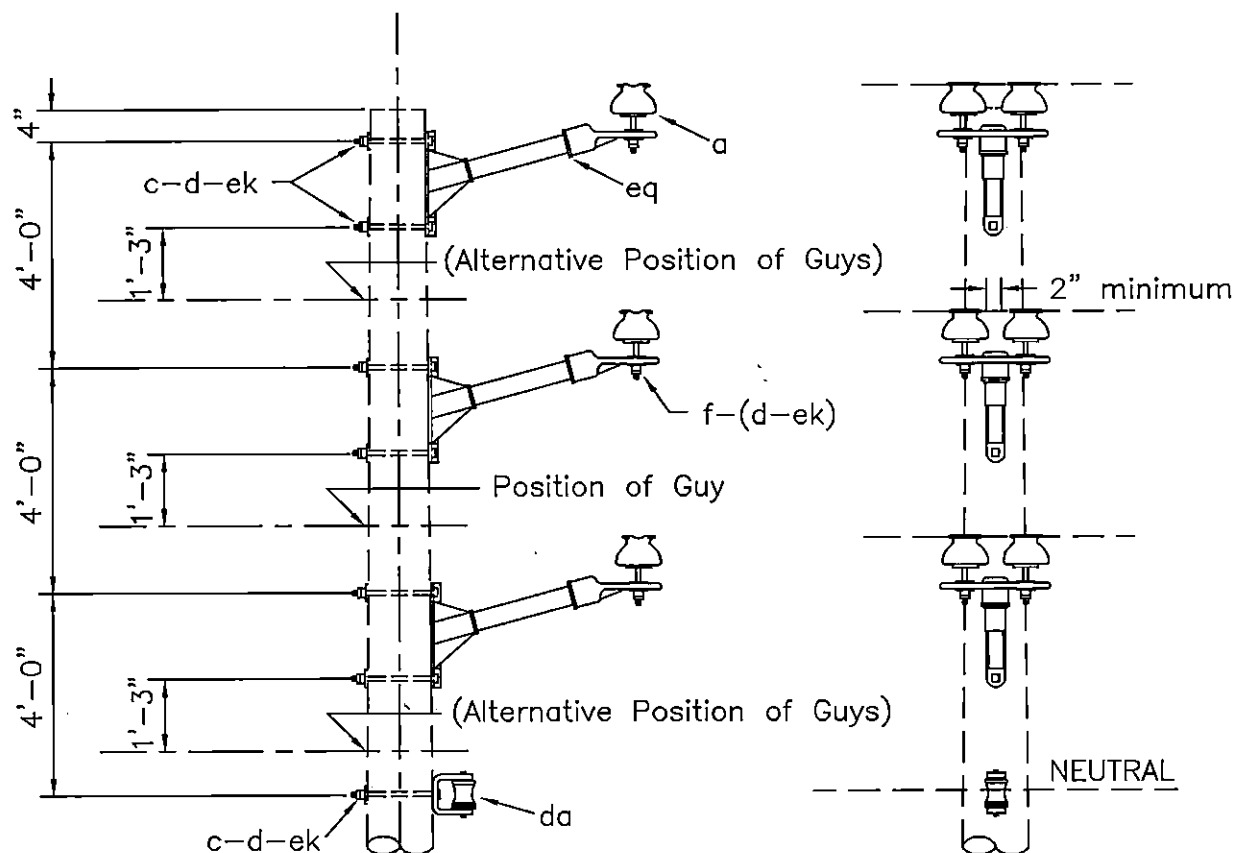 4"
a
eq
c-d-ek
4'-0"
1'-3"
(Alternative Position of Guys)
2" minimum
f-(d-ek)
4'-0"
1'-3"
Position of Guy
4'-0"
1'-3"
(Alternative Position of Guys)
NEUTRAL
da
c-d-ek